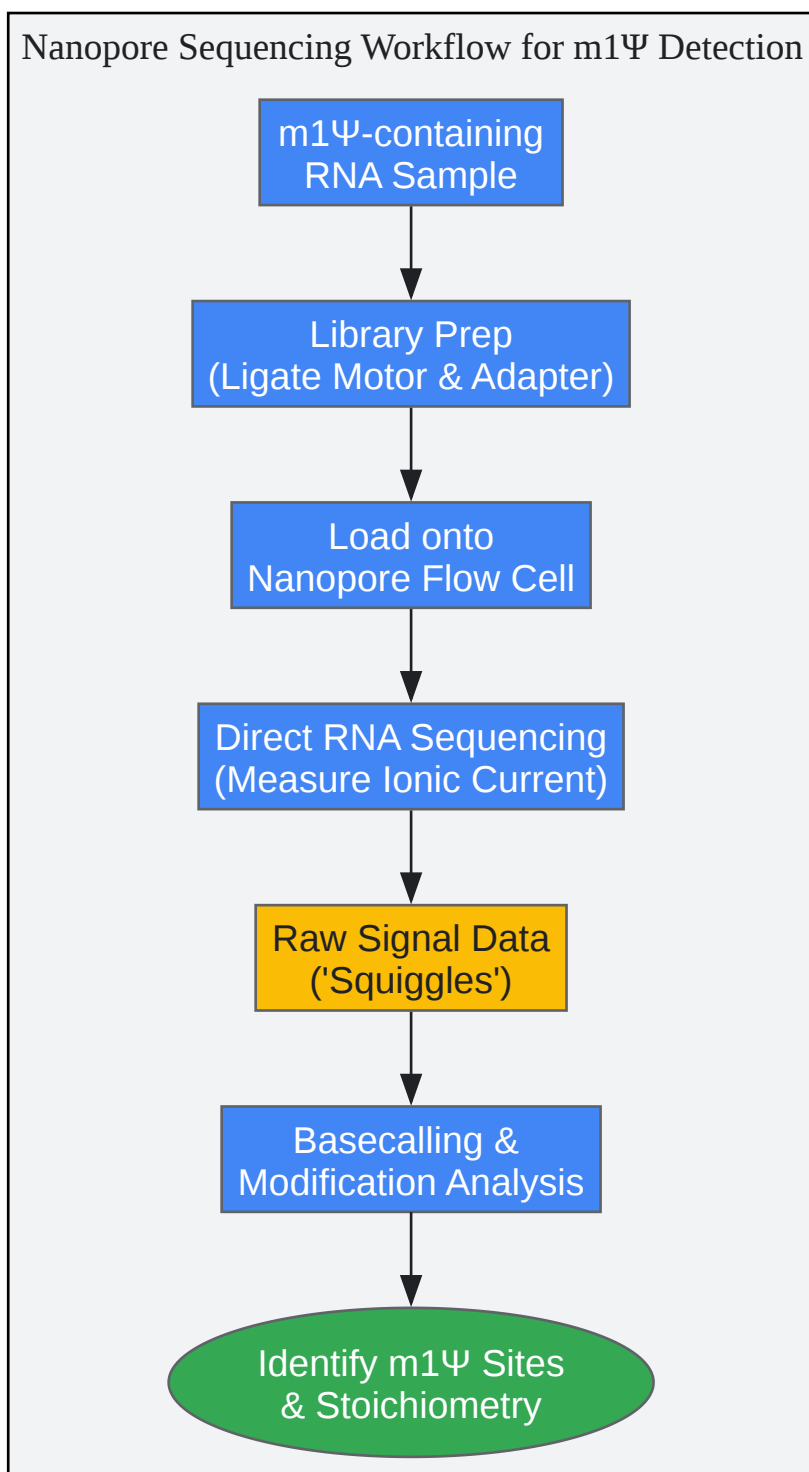 Nanopore Sequencing Workflow for m1Ψ Detection
m1Ψ-containing
RNA Sample
Library Prep
(Ligate Motor & Adapter)
Load onto
Nanopore Flow Cell
Direct RNA Sequencing
(Measure Ionic Current)
Raw Signal Data
('Squiggles')
Basecalling &
Modification Analysis
Identify m1Ψ Sites
& Stoichiometry